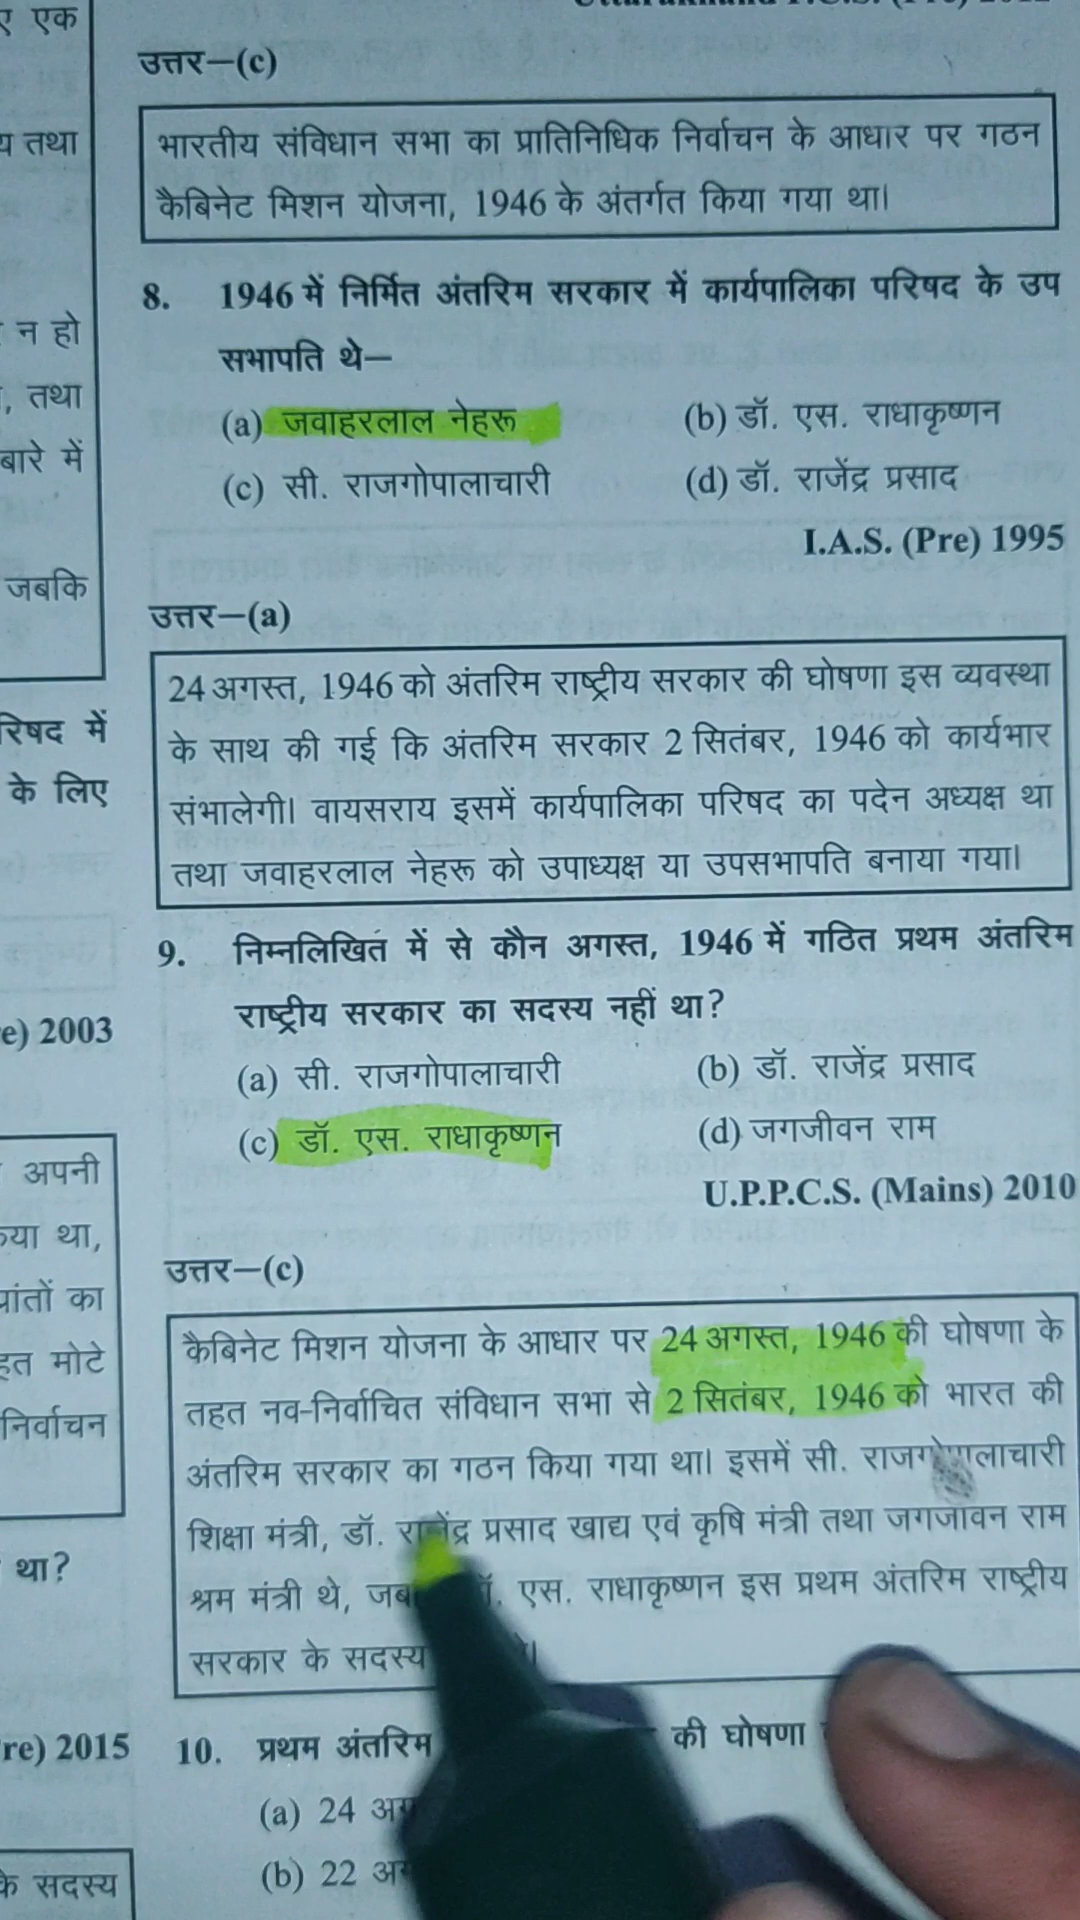 एक
तथा
न हो
, तथा
बारे में
जबकि
रिषद में
के लिए
e) 2003
अपनी
या था,
प्रांतों का
मोटे
निर्वाचन
था?
re) 2015
के सदस्य
उत्तर–(c)
भारतीय संविधान सभा का प्रातिनिधिक निर्वाचन के आधार पर गठन
कैबिनेट मिशन योजना, 1946 के अंतर्गत किया गया था।
8. 1946 में निर्मित अंतरिम सरकार में कार्यपालिका परिषद के उप
सभापति थे–
(a) जवाहरलाल नेहरू (b) डॉ. एस. राधाकृष्णन
(c) सी. राजगोपालाचारी (d) डॉ. राजेंद्र प्रसाद
I.A.S. (Pre) 1995
उत्तर–(a)
24 अगस्त, 1946 को अंतरिम राष्ट्रीय सरकार की घोषणा इस व्यवस्था
के साथ की गई कि अंतरिम सरकार 2 सितंबर, 1946 को कार्यभार
संभालेगी। वायसराय इसमें कार्यपालिका परिषद का पदेन अध्यक्ष था
तथा जवाहरलाल नेहरू को उपाध्यक्ष या उपसभापति बनाया गया।
9. निम्नलिखित में से कौन अगस्त, 1946 में गठित प्रथम अंतरिम
राष्ट्रीय सरकार का सदस्य नहीं था?
(a) सी. राजगोपालाचारी (b) डॉ. राजेंद्र प्रसाद
(c) डॉ. एस. राधाकृष्णन (d) जगजीवन राम
U.P.P.C.S. (Mains) 2010
उत्तर–(c)
कैबिनेट मिशन योजना के आधार पर 24 अगस्त, 1946 की घोषणा के
तहत नव-निर्वाचित संविधान सभा से 2 सितंबर, 1946 को भारत की
अंतरिम सरकार का गठन किया गया था। इसमें सी. राजगोपालाचारी
शिक्षा मंत्री, डॉ. राजेंद्र प्रसाद खाद्य एवं कृषि मंत्री तथा जगजीवन राम
श्रम मंत्री थे, एस. राधाकृष्णन इस प्रथम अंतरिम राष्ट्रीय
सरकार के सदस्य
10. प्रथम अंतरिम की घोषणा
(a) 24
(b) 22